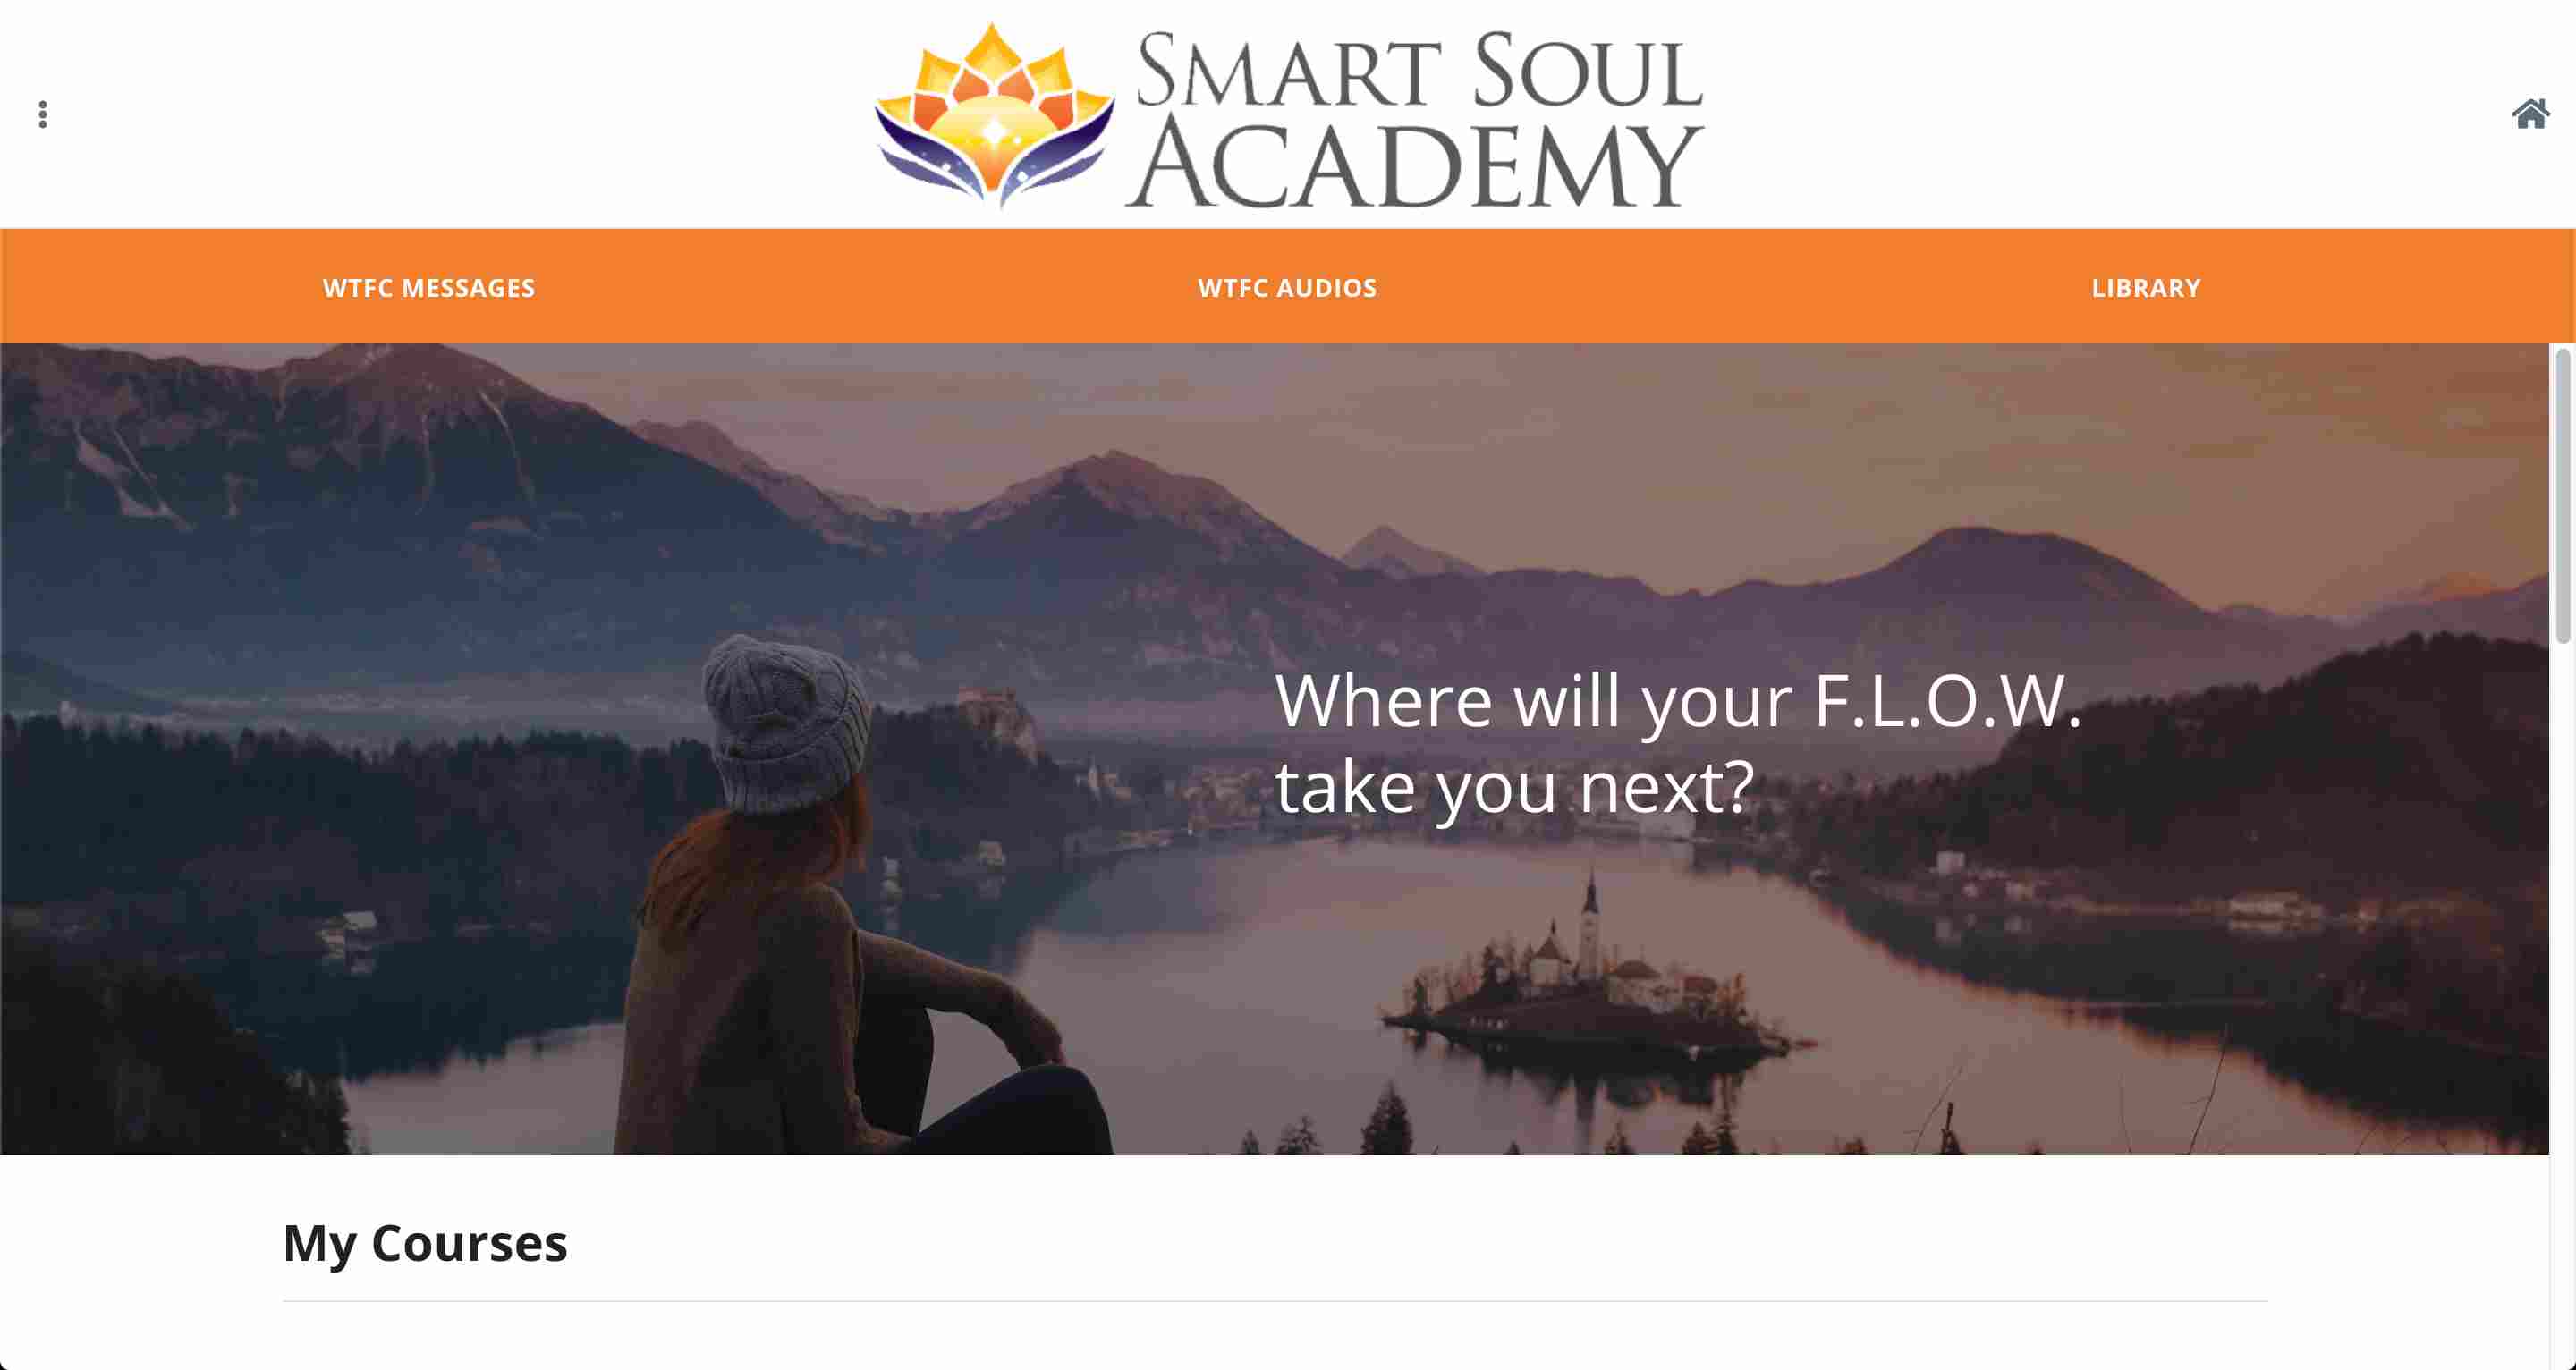 SMART SOUL
ACADEMY
WTFC MESSAGES
WTFC AUDIOS
LIBRARY
Where will your F.L.O.W.
take you next?
My Courses